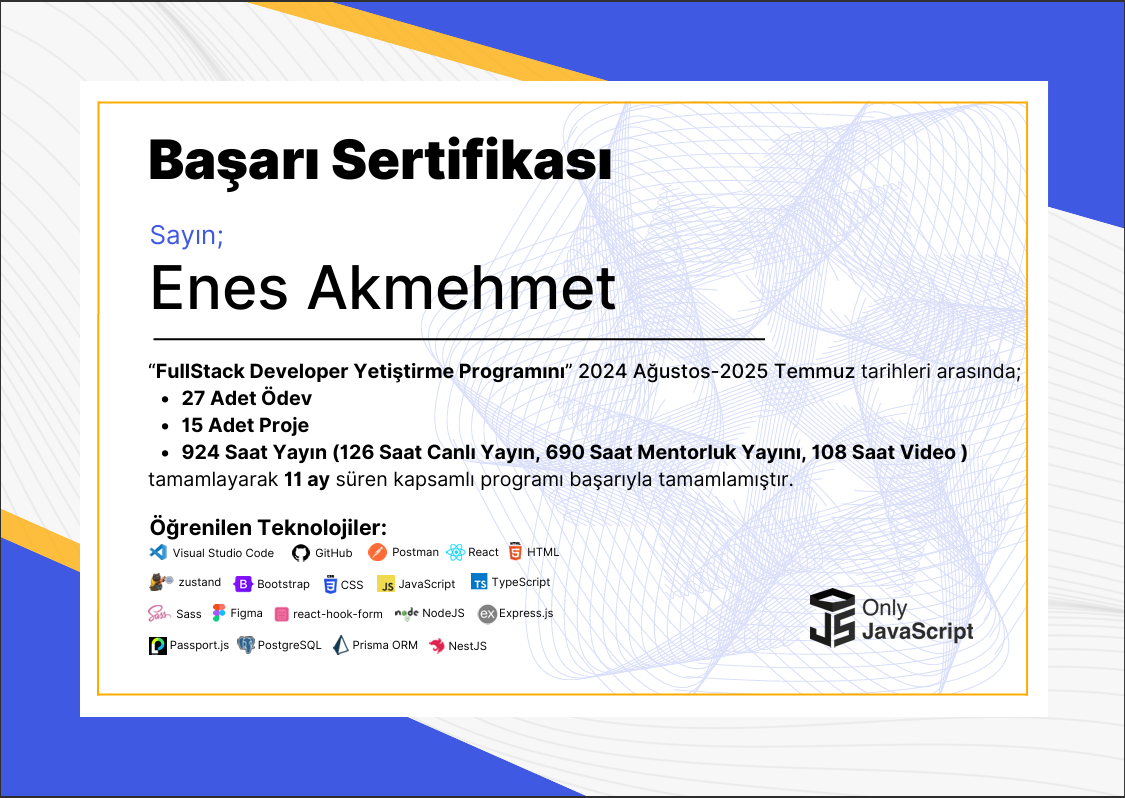 Başarı Sertifikası
Sayın;
Enes Akmehmet
“FullStack Developer Yetiştirme Programını” 2024 Ağustos-2025 Temmuz tarihleri arasında;
• 27 Adet Ödev
• 15 Adet Proje
• 924 Saat Yayın (126 Saat Canlı Yayın, 690 Saat Mentorluk Yayını, 108 Saat Video )
tamamlayarak 11 ay süren kapsamlı programı başarıyla tamamlamıştır.
Öğrenilen Teknolojiler:
Visual Studio Code GitHub Postman React HTML
zustand B Bootstrap CSS JS JavaScript TS TypeScript
Sass Sass Figma react-hook-form node NodeJS ex Express.js
Passport.js PostgreSQL Prisma ORM NestJS
JS Only
JavaScript